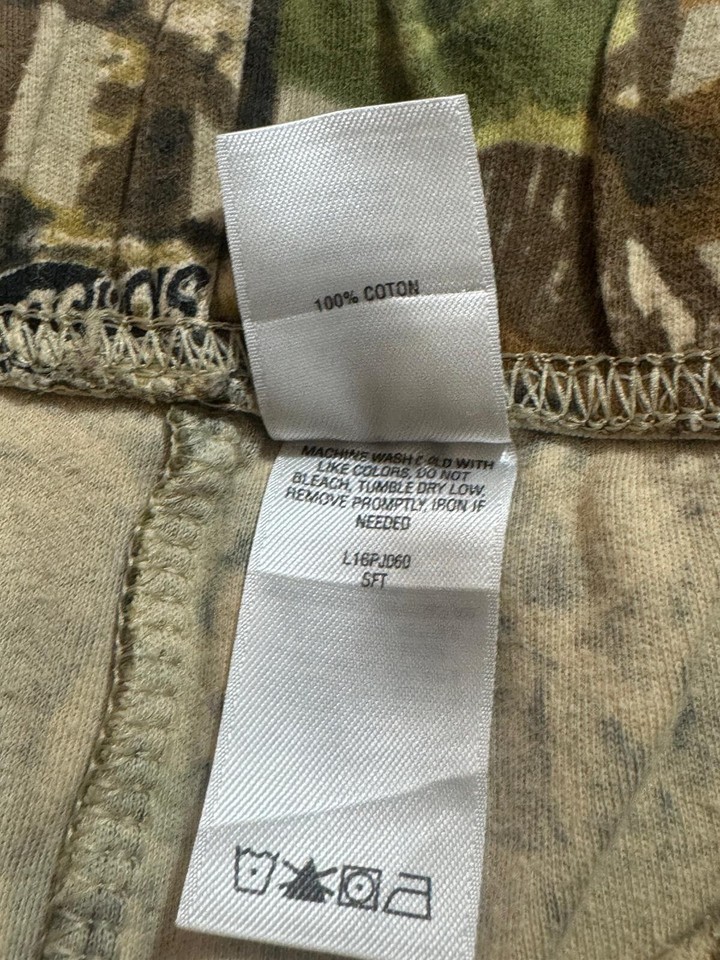 100% COTON
MACHINE WASH COLD WITH
LIKE COLORS, DO NOT
BLEACH, TUMBLE DRY LOW,
REMOVE PROMPTLY, IRON IF
NEEDED
L16PJ060
SFT